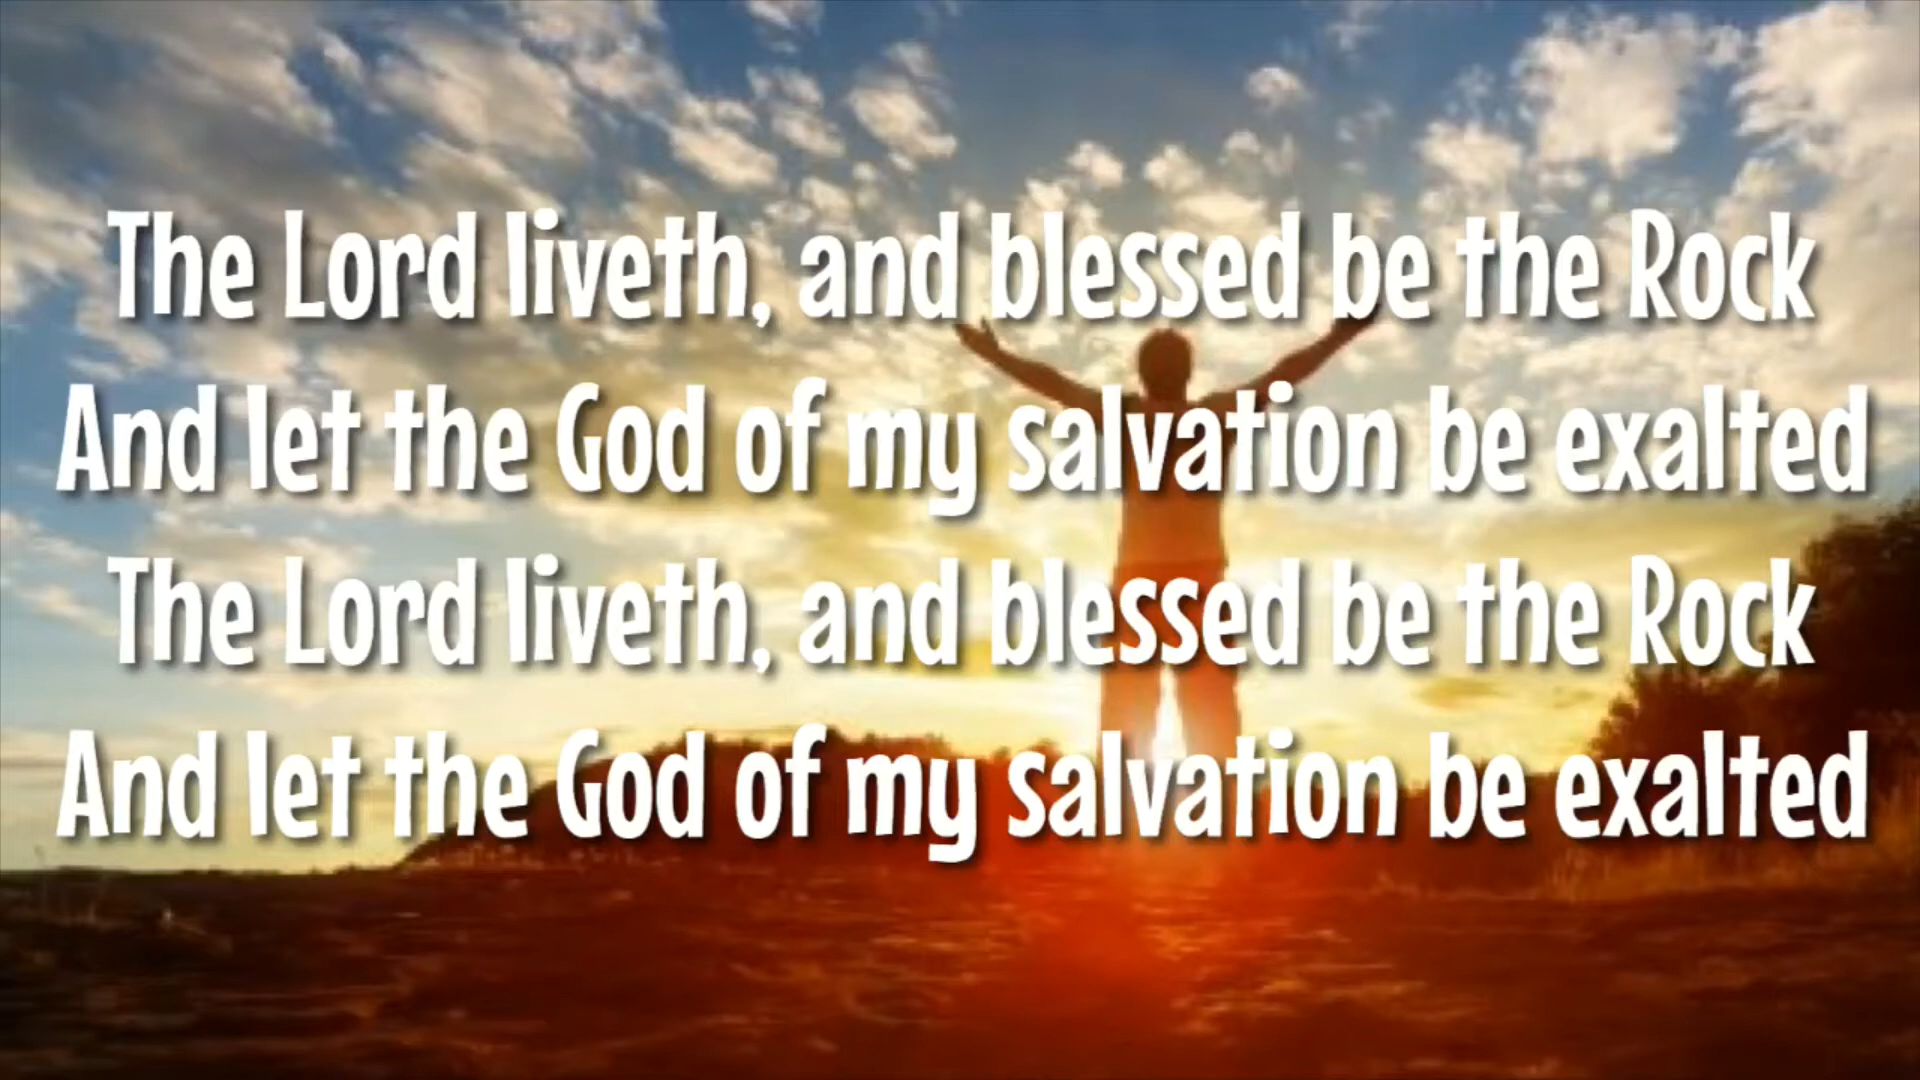 The Lord liveth, and blessed be the Rock
And let the God of my salvation be exalted
The Lord liveth, and blessed be the Rock
And let the God of my salvation be exalted